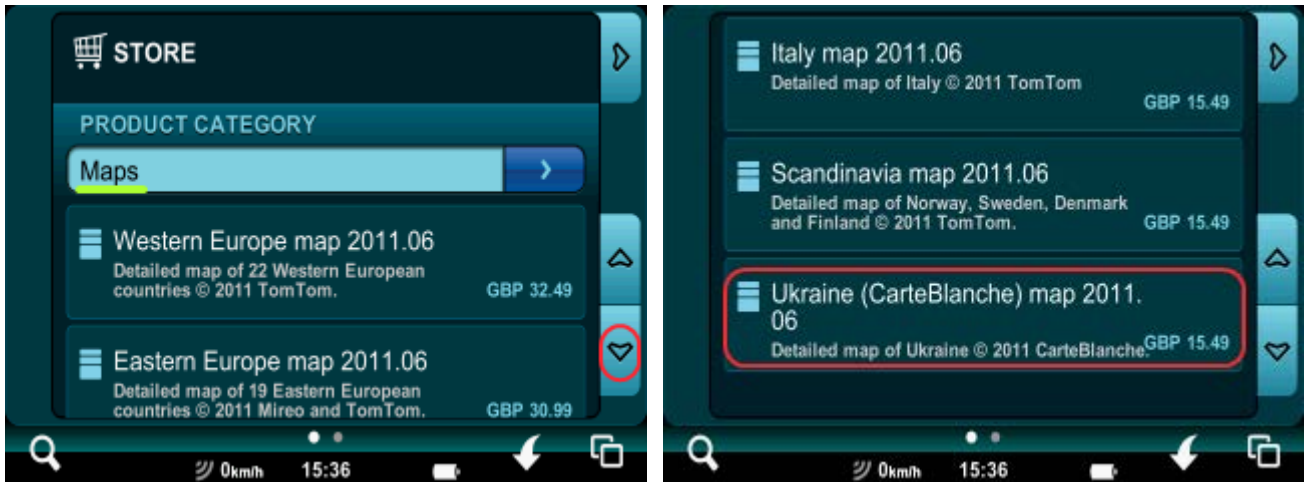 STORE
PRODUCT CATEGORY
Maps
Western Europe map 2011.06
Detailed map of 22 Western European
countries © 2011 TomTom.
GBP 32.49
Eastern Europe map 2011.06
Detailed map of 19 Eastern European
countries © 2011 Mireo and TomTom.
GBP 30.99
0km/h 15:36
Italy map 2011.06
Detailed map of Italy © 2011 TomTom
GBP 15.49
Scandinavia map 2011.06
Detailed map of Norway, Sweden, Denmark
and Finland © 2011 TomTom.
GBP 15.49
Ukraine (CarteBlanche) map 2011.
06
Detailed map of Ukraine © 2011 CarteBlanche.
GBP 15.49
0km/h 15:36